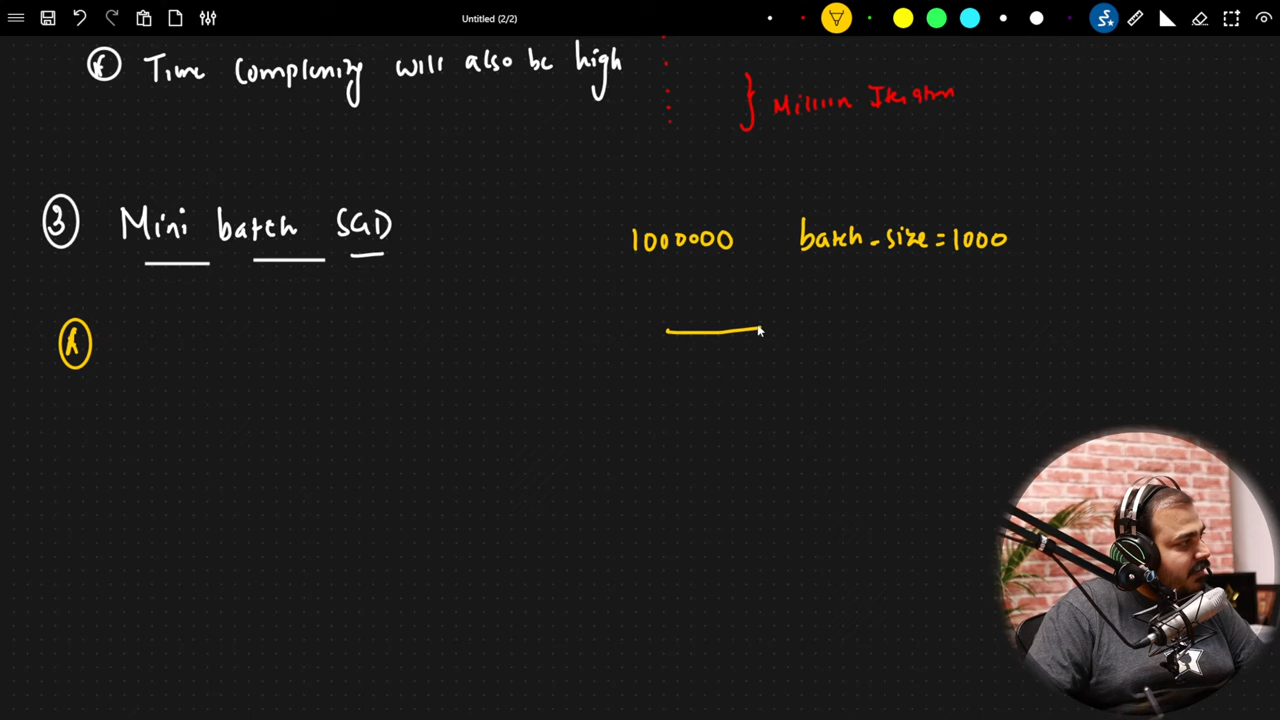 Untitled (2/2)
Time Complexity will also be high
Million Iteration
3 Mini batch SGD
1000000 batch-size=1000